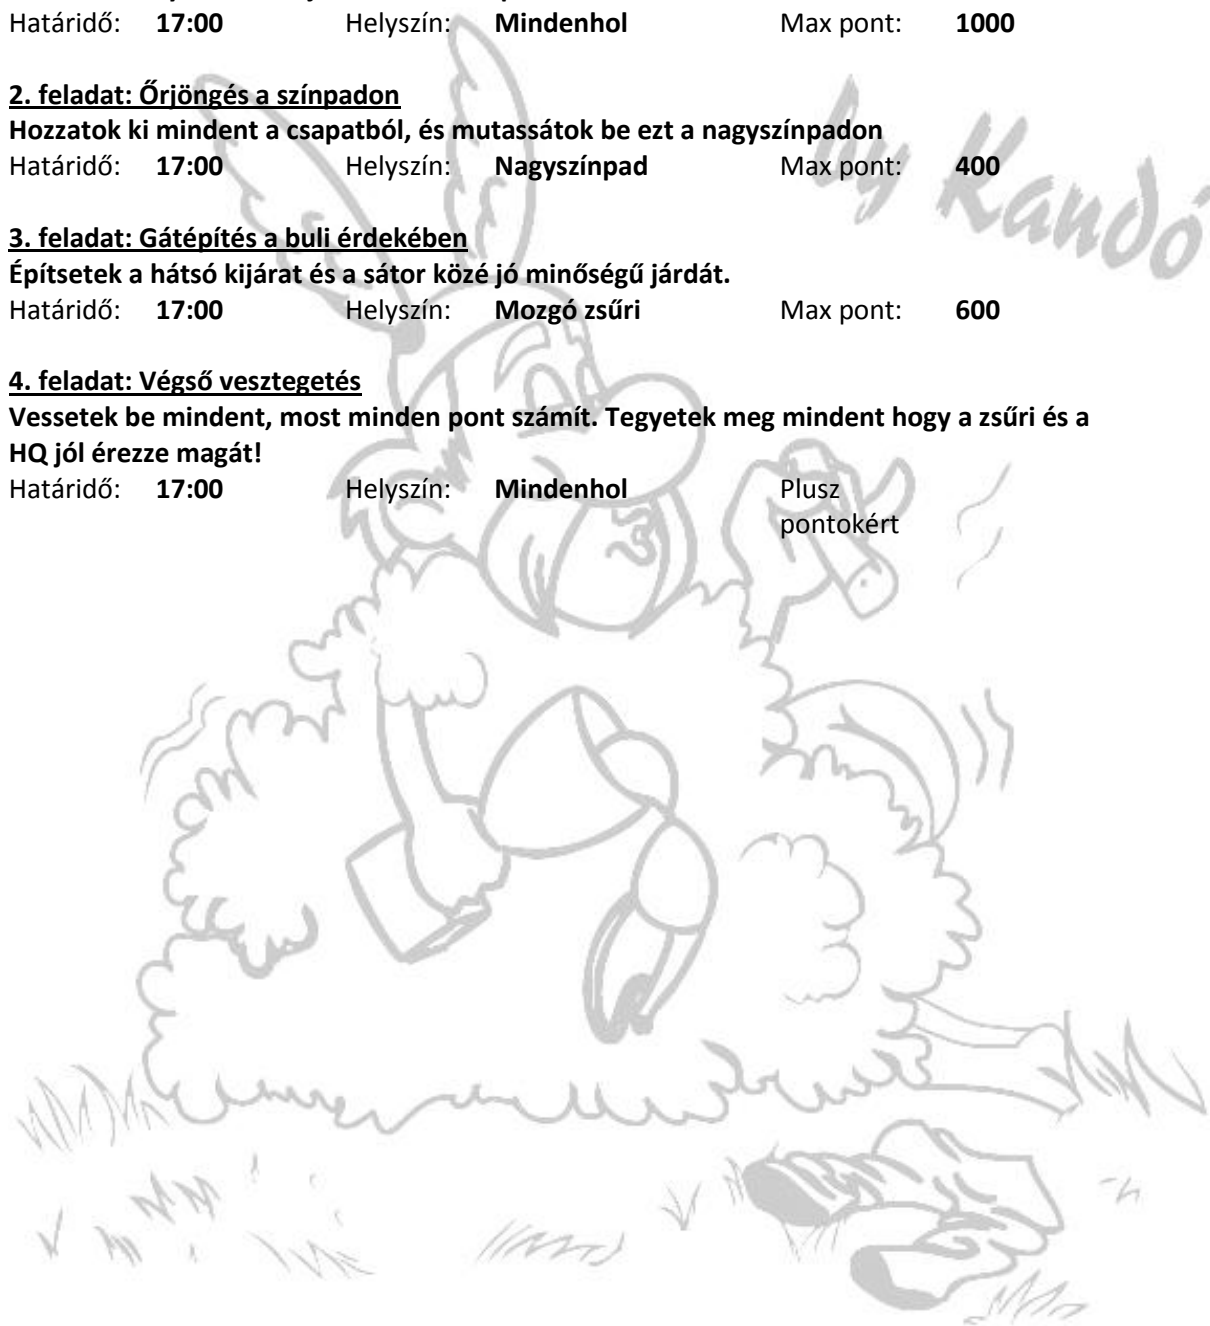 Határidő: 17:00 Helyszín: Mindenhol Max pont: 1000
2. feladat: Őrjöngés a színpadon
Hozzatok ki mindent a csapatból, és mutassátok be ezt a nagyszínpadon
Határidő: 17:00 Helyszín: Nagyszínpad Max pont: 400
by Kandó
3. feladat: Gátépítés a buli érdekében
Építsetek a hátsó kijárat és a sátor közé jó minőségű járdát.
Határidő: 17:00 Helyszín: Mozgó zsűri Max pont: 600
4. feladat: Végső vesztegetés
Vessetek be mindent, most minden pont számít. Tegyetek meg mindent hogy a zsűri és a
HQ jól érezze magát!
Határidő: 17:00 Helyszín: Mindenhol Plusz
pontokért